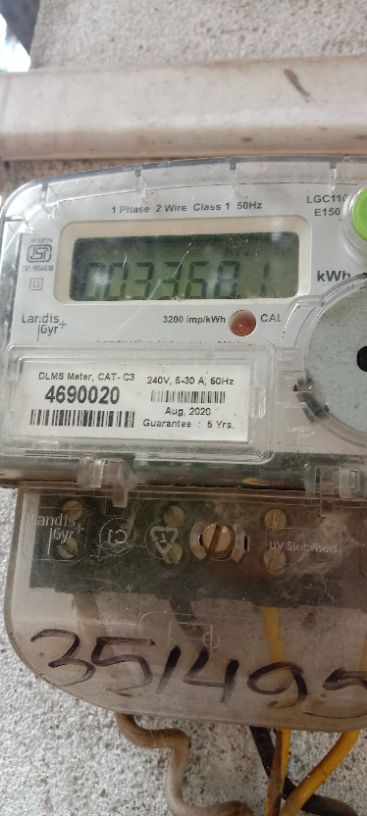 1 Phase 2 Wire Class 1 50Hz
E150
003368.1
kWh
Landis
Gyr+
3200 imp/kWh
CAL
DLMS Meter, CAT- C3
4690020
240V, 5-30 A, 50Hz
Aug, 2020
Guarantee : 5 Yrs.
Landis
Gyr+
UV Stabilised
351495